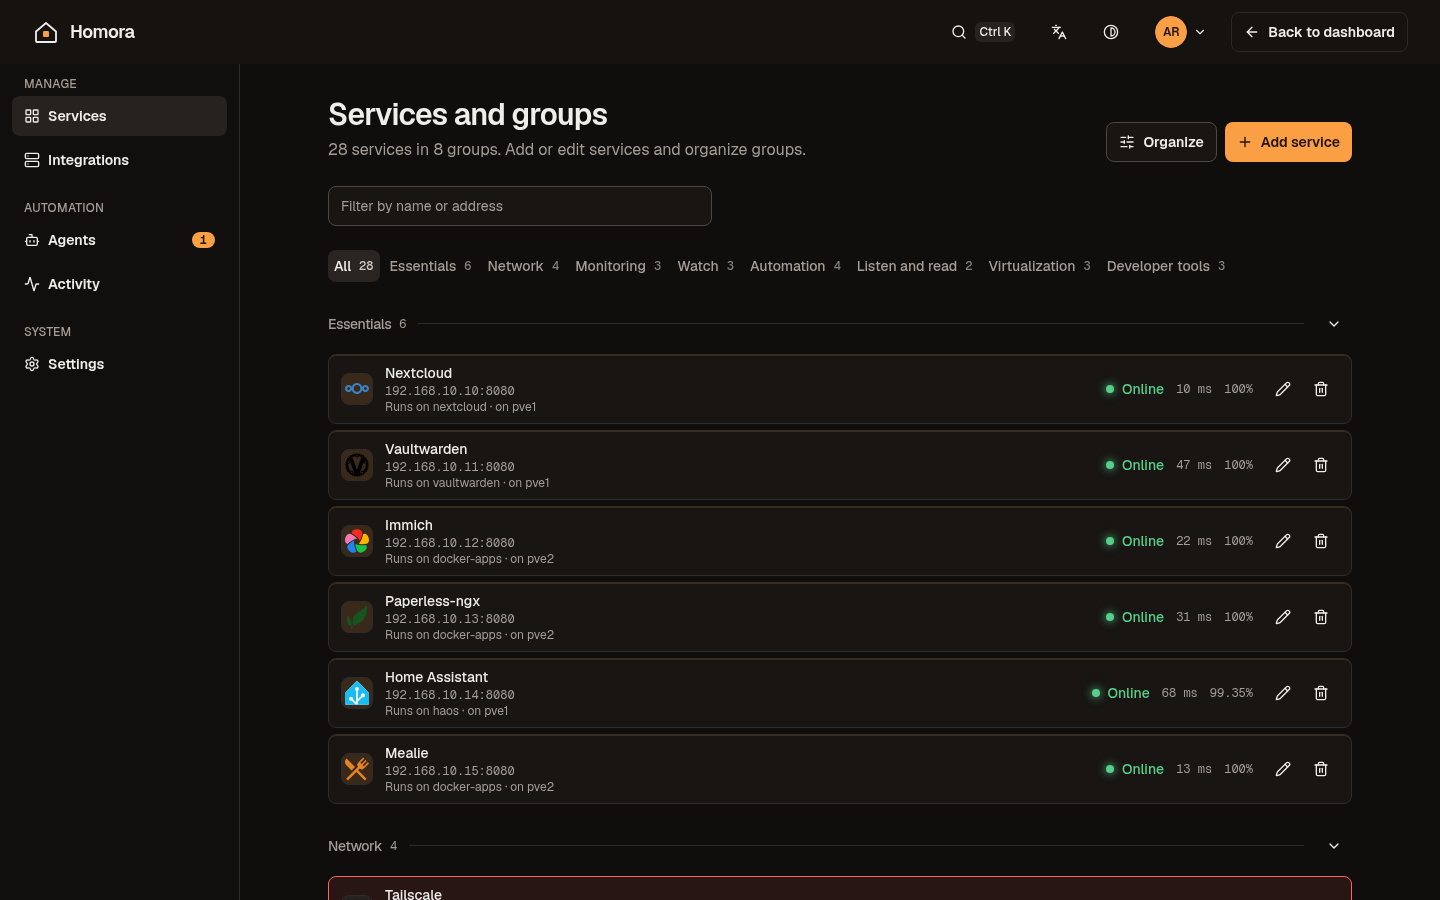 Homora
Ctrl K
AR
Back to dashboard
MANAGE
Services
Integrations
AUTOMATION
Agents 1
Activity
SYSTEM
Settings
Services and groups
28 services in 8 groups. Add or edit services and organize groups.
Organize
Add service
Filter by name or address
All 28 Essentials 6 Network 4 Monitoring 3 Watch 3 Automation 4 Listen and read 2 Virtualization 3 Developer tools 3
Essentials 6
Nextcloud
192.168.10.10:8080
Runs on nextcloud · on pve1
Online 10 ms 100%
Vaultwarden
192.168.10.11:8080
Runs on vaultwarden · on pve1
Online 47 ms 100%
Immich
192.168.10.12:8080
Runs on docker-apps · on pve2
Online 22 ms 100%
Paperless-ngx
192.168.10.13:8080
Runs on docker-apps · on pve2
Online 31 ms 100%
Home Assistant
192.168.10.14:8080
Runs on haos · on pve1
Online 68 ms 99.35%
Mealie
192.168.10.15:8080
Runs on docker-apps · on pve2
Online 13 ms 100%
Network 4
Tailscale